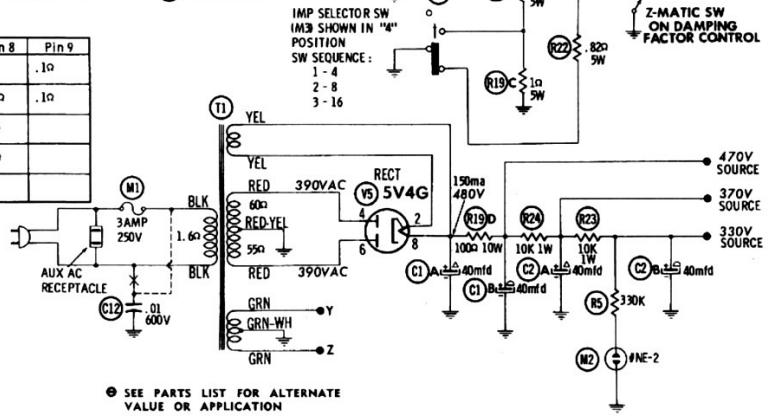 5W
IMP SELECTOR SW
(M3) SHOWN IN "4"
POSITION
SW SEQUENCE:
1 - 4
2 - 8
3 - 16
R19 C
1Ω
5W
R22
.82Ω
5W
Z-MATIC SW
ON DAMPING
FACTOR CONTROL
n 8 Pin 9
.1Ω
Ω .1Ω
T1
YEL
YEL
RED 390VAC
60Ω
RED-YEL
55Ω
RED 390VAC
RECT
V5 5V4G
4 2
6 8
150ma
480V
R19 D
100Ω 10W
R24
10K 1W
R23
10K
1W
470V
SOURCE
370V
SOURCE
330V
SOURCE
M1
3AMP
250V
BLK
1.6Ω
BLK
AUX AC
RECEPTACLE
C12
.01
600V
C1 A 40mfd
C1 B 40mfd
C2 A 40mfd
C2 B 40mfd
R5 330K
M2 #NE-2
GRN Y
GRN-WH
GRN Z
⊖ SEE PARTS LIST FOR ALTERNATE
VALUE OR APPLICATION